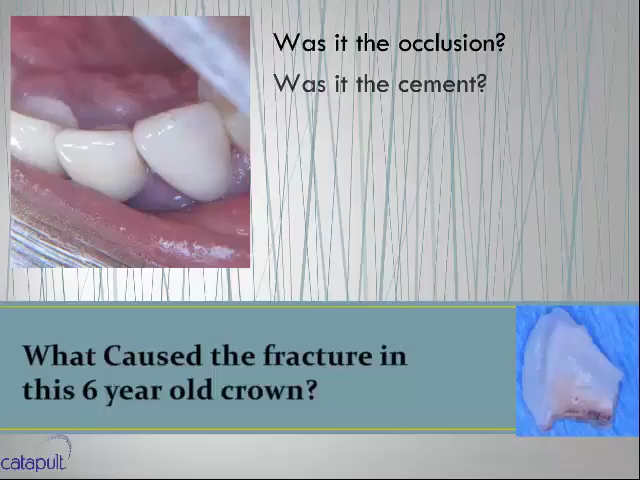 Was it the occlusion?
Was it the cement?
What Caused the fracture in
this 6 year old crown?
catapult